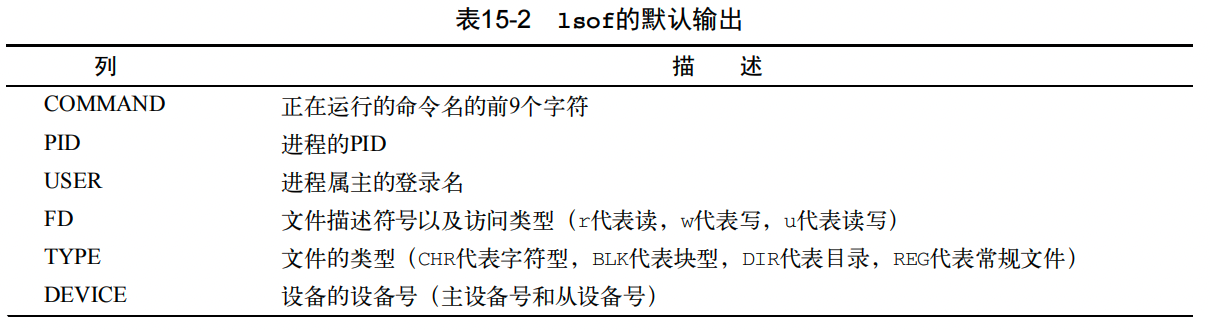 表15-2 lsof的默认输出
列 描 述
COMMAND 正在运行的命令名的前9个字符
PID 进程的PID
USER 进程属主的登录名
FD 文件描述符号以及访问类型（r代表读，w代表写，u代表读写）
TYPE 文件的类型（CHR代表字符型，BLK代表块型，DIR代表目录，REG代表常规文件）
DEVICE 设备的设备号（主设备号和从设备号）